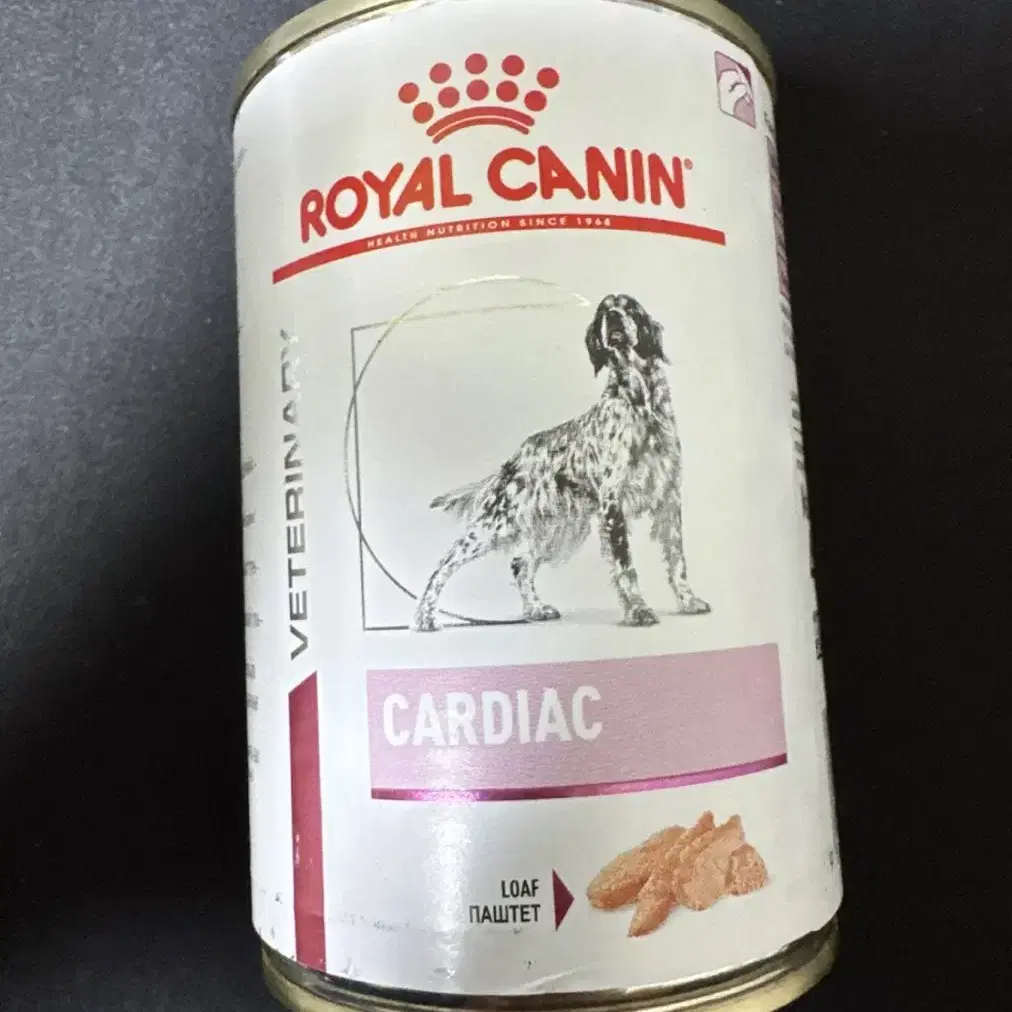 ROYAL CANIN®
HEALTH NUTRITION SINCE 1968
VETERINARY
CARDIAC
LOAF
ПАШТЕТ